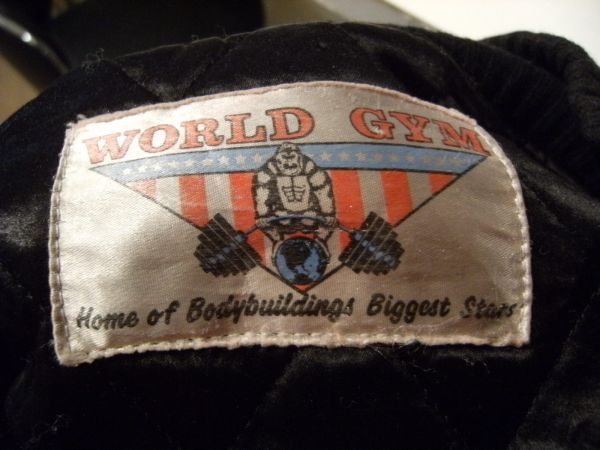 WORLD GYM
Home of Bodybuildings Biggest Stars